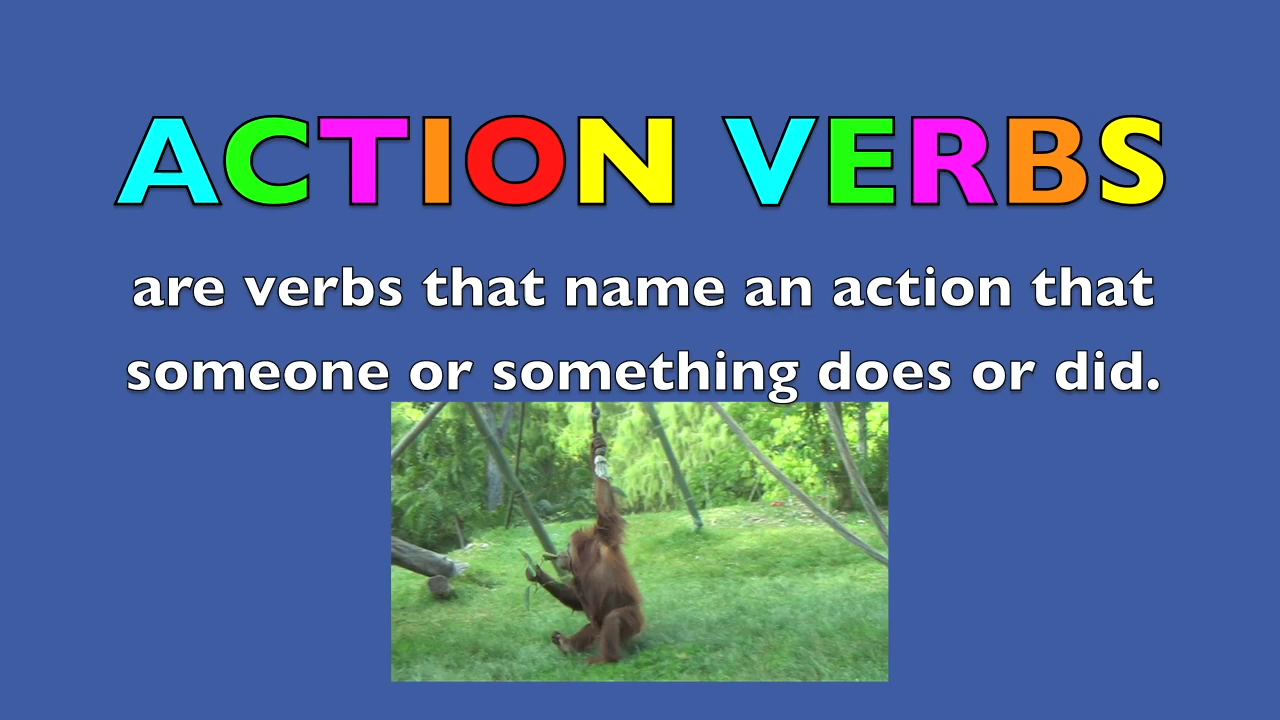 ACTION VERBS
are verbs that name an action that
someone or something does or did.